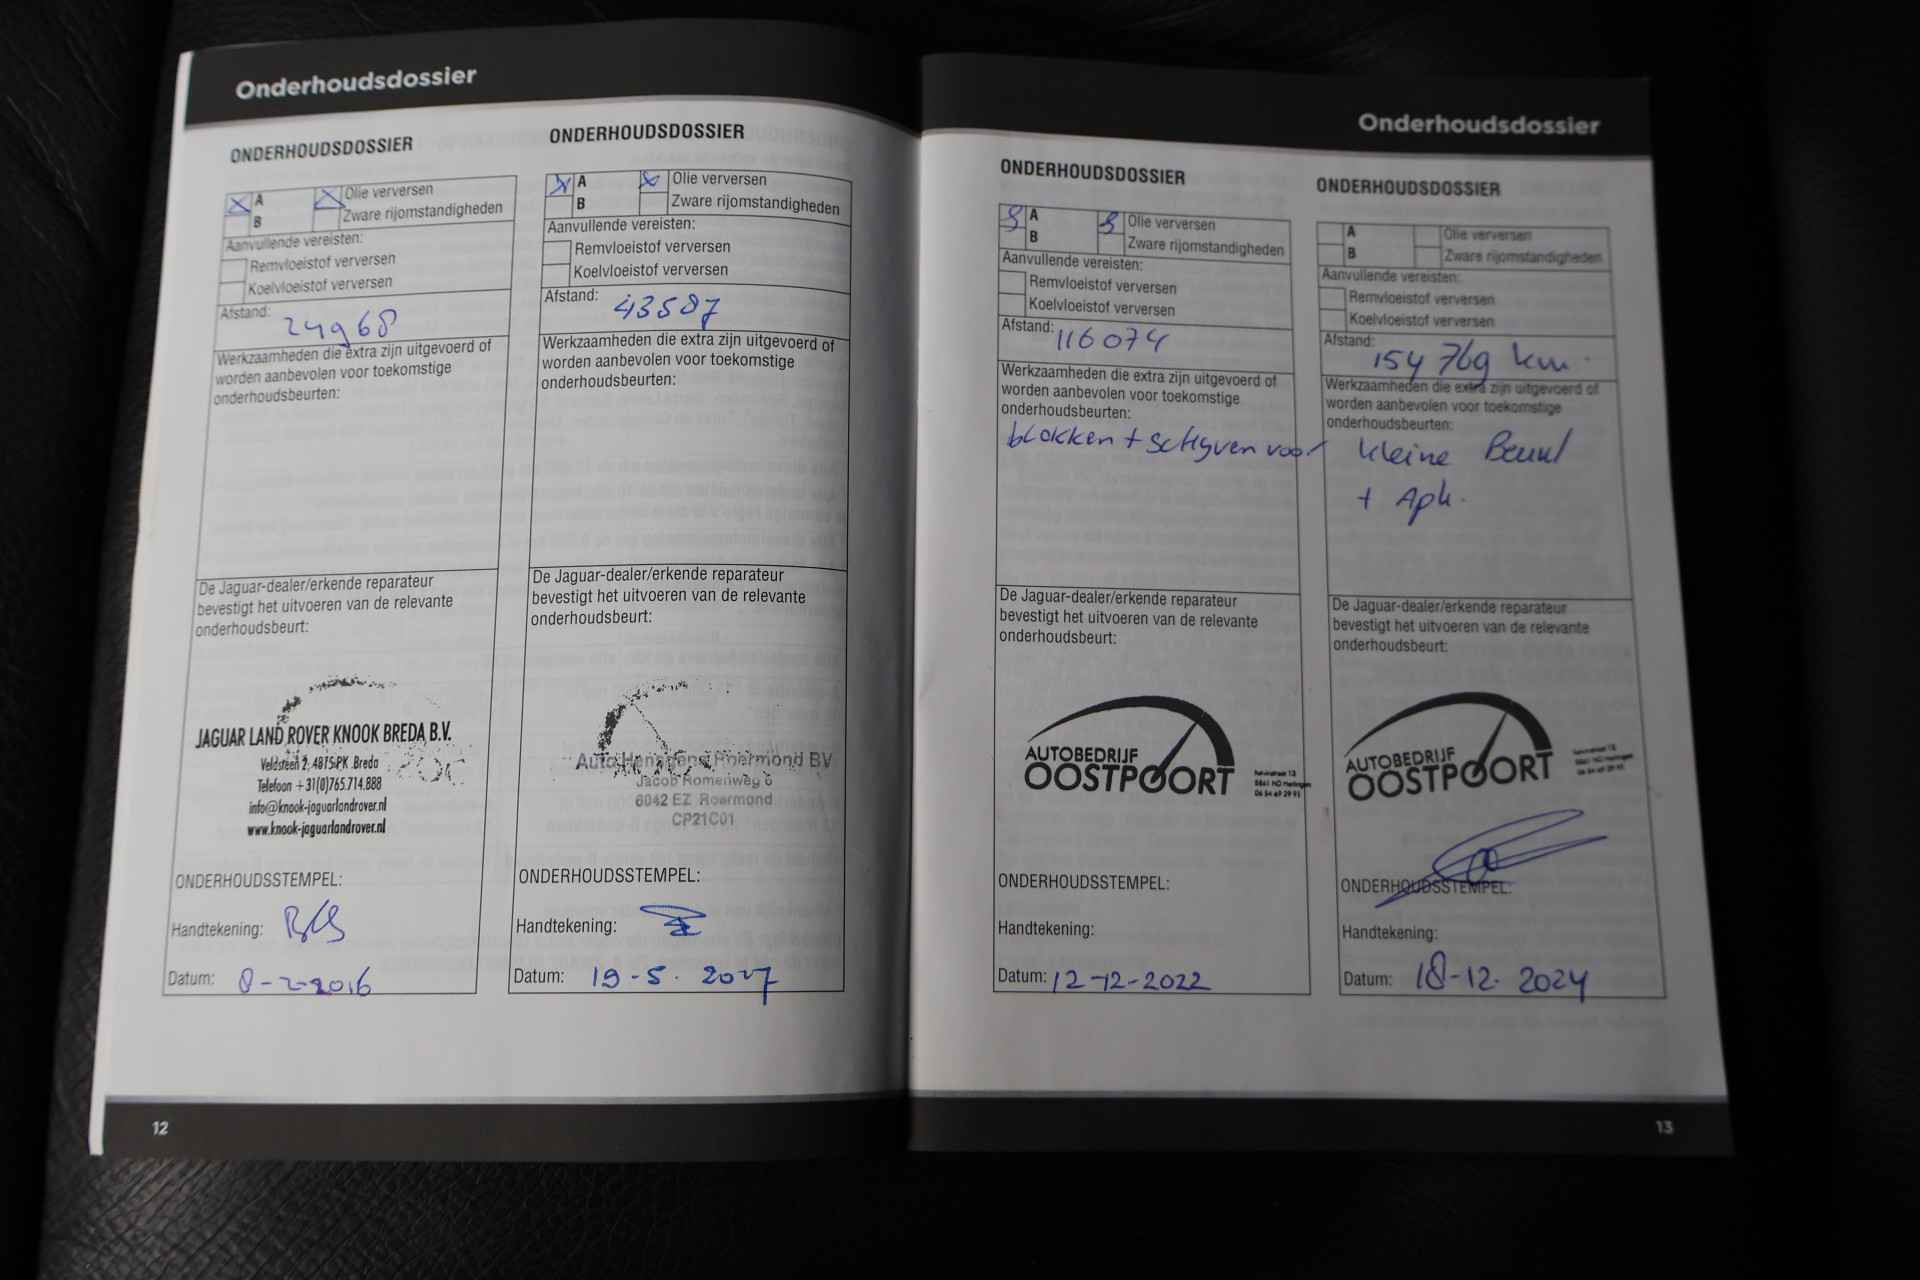 Onderhoudsdossier
ONDERHOUDSDOSSIER
A Olie verversen
B Zware rijomstandigheden
Aanvullende vereisten:
Remvloeistof verversen
Koelvloeistof verversen
Afstand: 24968
Werkzaamheden die extra zijn uitgevoerd of
worden aanbevolen voor toekomstige
onderhoudsbeurten:
De Jaguar-dealer/erkende reparateur
bevestigt het uitvoeren van de relevante
onderhoudsbeurt:
JAGUAR LAND ROVER KNOOK BREDA B.V.
Veldsteen 2, 4815 PK Breda
Telefoon +31(0)765.714.888
info@knook-jaguarlandrover.nl
www.knook-jaguarlandrover.nl
ONDERHOUDSSTEMPEL:
Handtekening:
Datum: 8-2-2016
12
ONDERHOUDSDOSSIER
A Olie verversen
B Zware rijomstandigheden
Aanvullende vereisten:
Remvloeistof verversen
Koelvloeistof verversen
Afstand: 43587
Werkzaamheden die extra zijn uitgevoerd of
worden aanbevolen voor toekomstige
onderhoudsbeurten:
De Jaguar-dealer/erkende reparateur
bevestigt het uitvoeren van de relevante
onderhoudsbeurt:
Auto Hensgens Roermond BV
Jacob Romenweg 6
6042 EZ Roermond
CP21C01
ONDERHOUDSSTEMPEL:
Handtekening:
Datum: 19-5-2017
Onderhoudsdossier
ONDERHOUDSDOSSIER
A Olie verversen
B Zware rijomstandigheden
Aanvullende vereisten:
Remvloeistof verversen
Koelvloeistof verversen
Afstand: 116074
Werkzaamheden die extra zijn uitgevoerd of
worden aanbevolen voor toekomstige
onderhoudsbeurten:
blokken + schyven voor
De Jaguar-dealer/erkende reparateur
bevestigt het uitvoeren van de relevante
onderhoudsbeurt:
AUTOBEDRIJF
OOSTPOORT
ONDERHOUDSSTEMPEL:
Handtekening:
Datum: 12-12-2022
ONDERHOUDSDOSSIER
A Olie verversen
B Zware rijomstandigheden
Aanvullende vereisten:
Remvloeistof verversen
Koelvloeistof verversen
Afstand: 154769 km.
Werkzaamheden die extra zijn uitgevoerd of
worden aanbevolen voor toekomstige
onderhoudsbeurten:
kleine Beurt
+ Apk.
De Jaguar-dealer/erkende reparateur
bevestigt het uitvoeren van de relevante
onderhoudsbeurt:
AUTOBEDRIJF
OOSTPOORT
ONDERHOUDSSTEMPEL:
Handtekening:
Datum: 18-12-2024
13